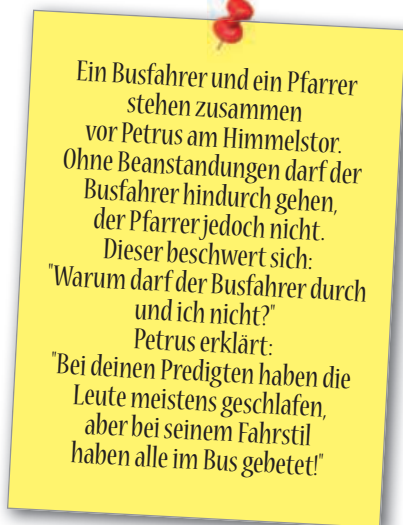 Ein Busfahrer und ein Pfarrer
stehen zusammen
vor Petrus am Himmelstor.
Ohne Beanstandungen darf der
Busfahrer hindurch gehen,
der Pfarrer jedoch nicht.
Dieser beschwert sich:
"Warum darf der Busfahrer durch
und ich nicht?"
Petrus erklärt:
"Bei deinen Predigten haben die
Leute meistens geschlafen,
aber bei seinem Fahrstil
haben alle im Bus gebetet!"